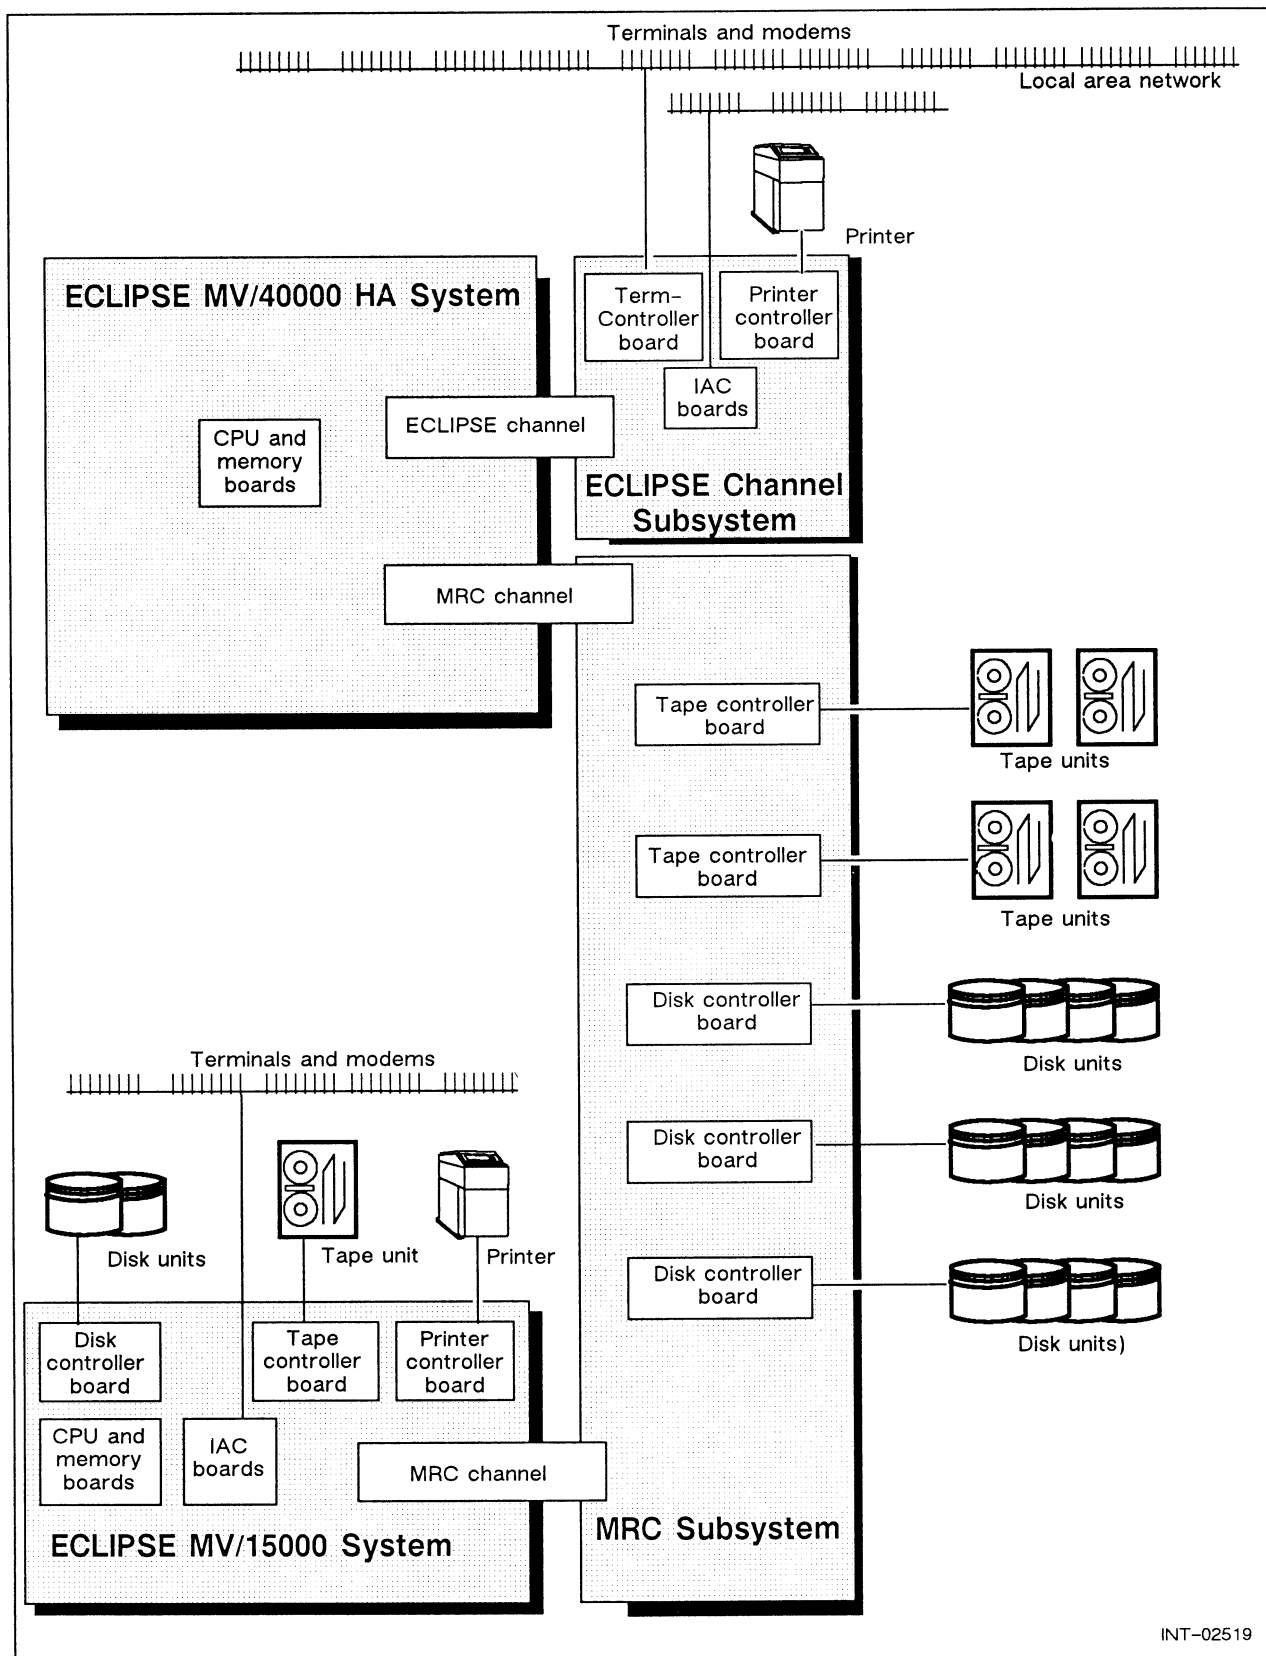 Terminals and modems
Local area network
Printer
ECLIPSE MV/40000 HA System
Term-
Controller
board
Printer
controller
board
IAC
boards
ECLIPSE channel
CPU and
memory
boards
ECLIPSE Channel
Subsystem
MRC channel
Tape controller
board
Tape units
Tape controller
board
Tape units
Disk controller
board
Disk units
Disk controller
board
Disk units
Disk controller
board
Disk units)
Terminals and modems
Disk units
Tape unit
Printer
Disk
controller
board
Tape
controller
board
Printer
controller
board
CPU and
memory
boards
IAC
boards
MRC channel
ECLIPSE MV/15000 System
MRC Subsystem
INT-02519